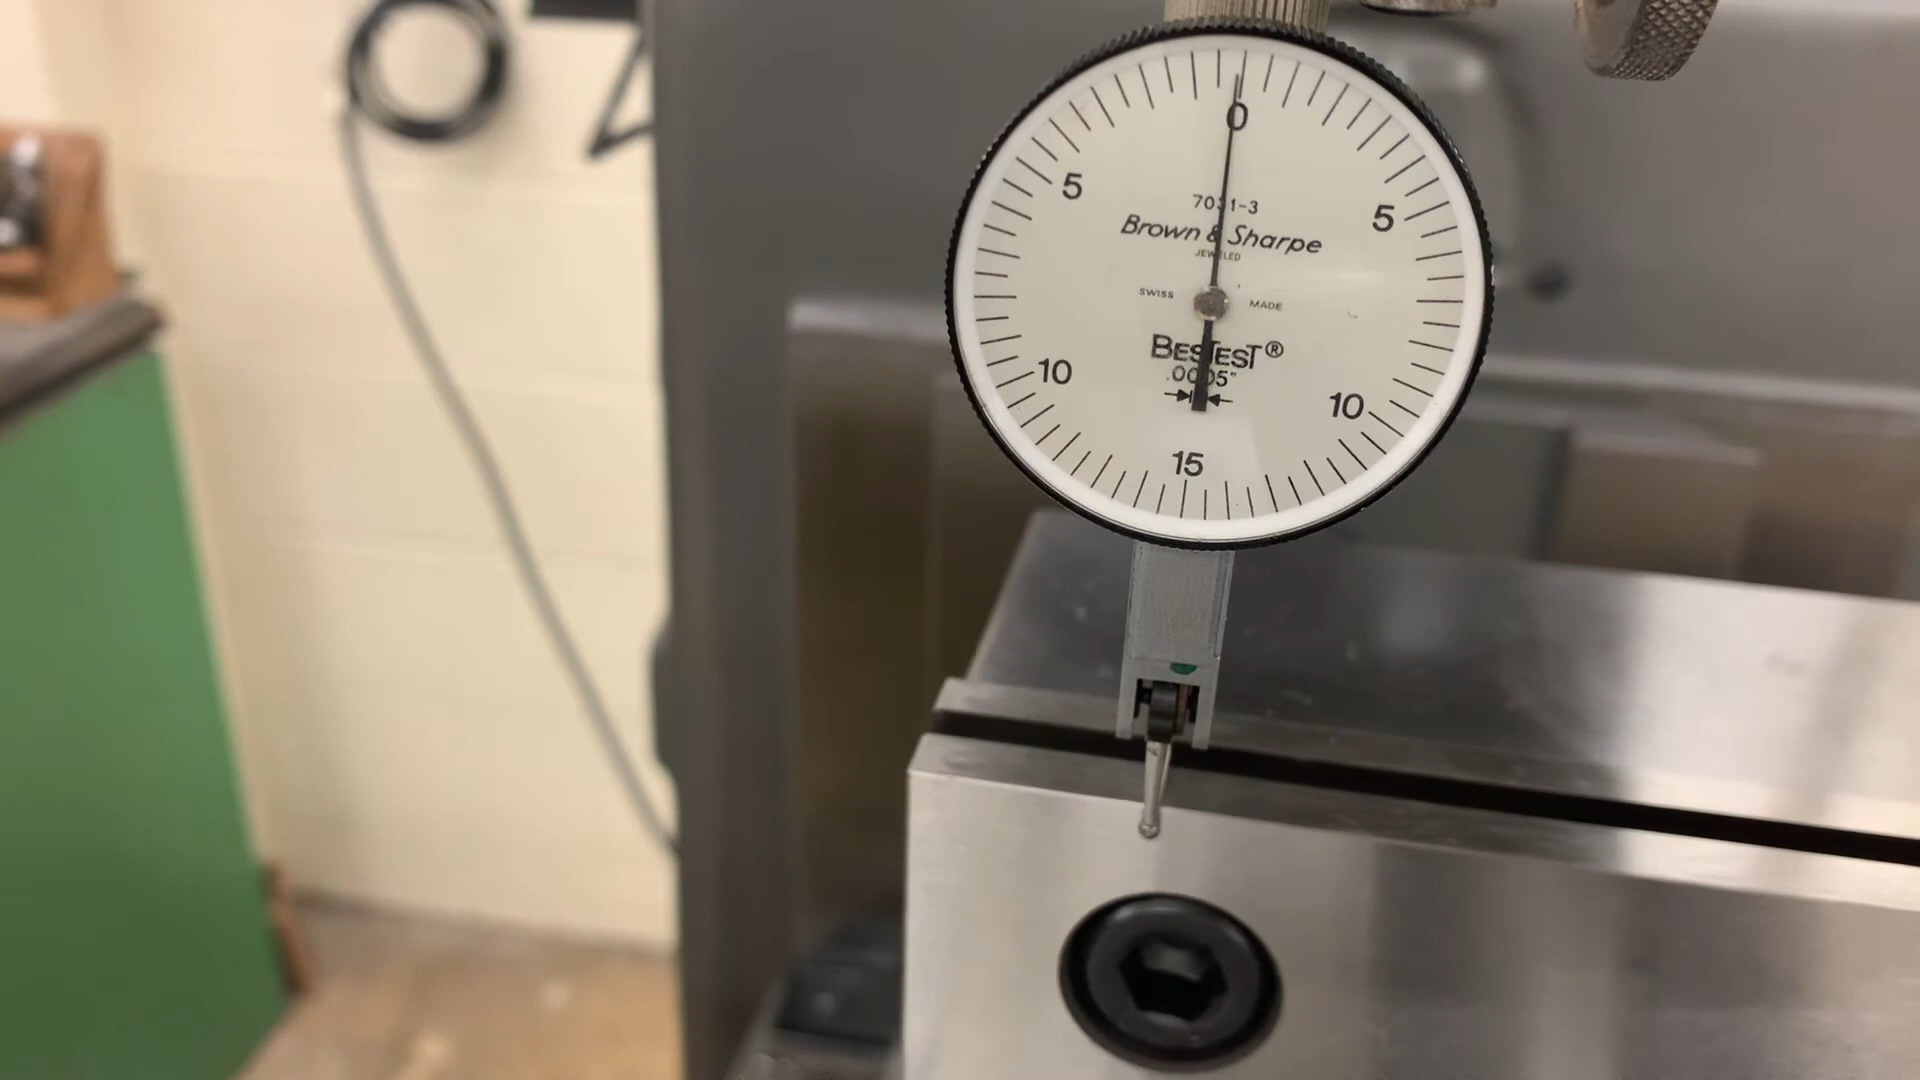 0
5
5
7031-3
Brown & Sharpe
JEWELED
SWISS MADE
BESTEST®
.0005"
10
10
15